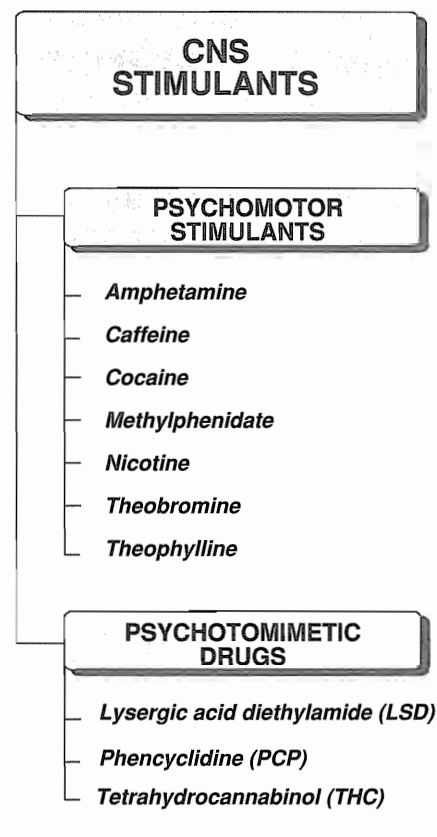 CNS
STIMULANTS
PSYCHOMOTOR
STIMULANTS
Amphetamine
Caffeine
Cocaine
Methylphenidate
Nicotine
Theobromine
Theophylline
PSYCHOTOMIMETIC
DRUGS
Lysergic acid diethylamide (LSD)
Phencyclidine (PCP)
Tetrahydrocannabinol (THC)